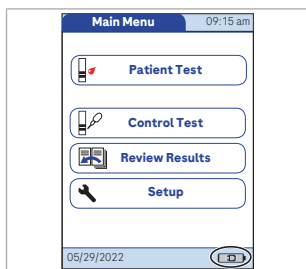 Main Menu 09:15 am
Patient Test
Control Test
Review Results
Setup
05/29/2022